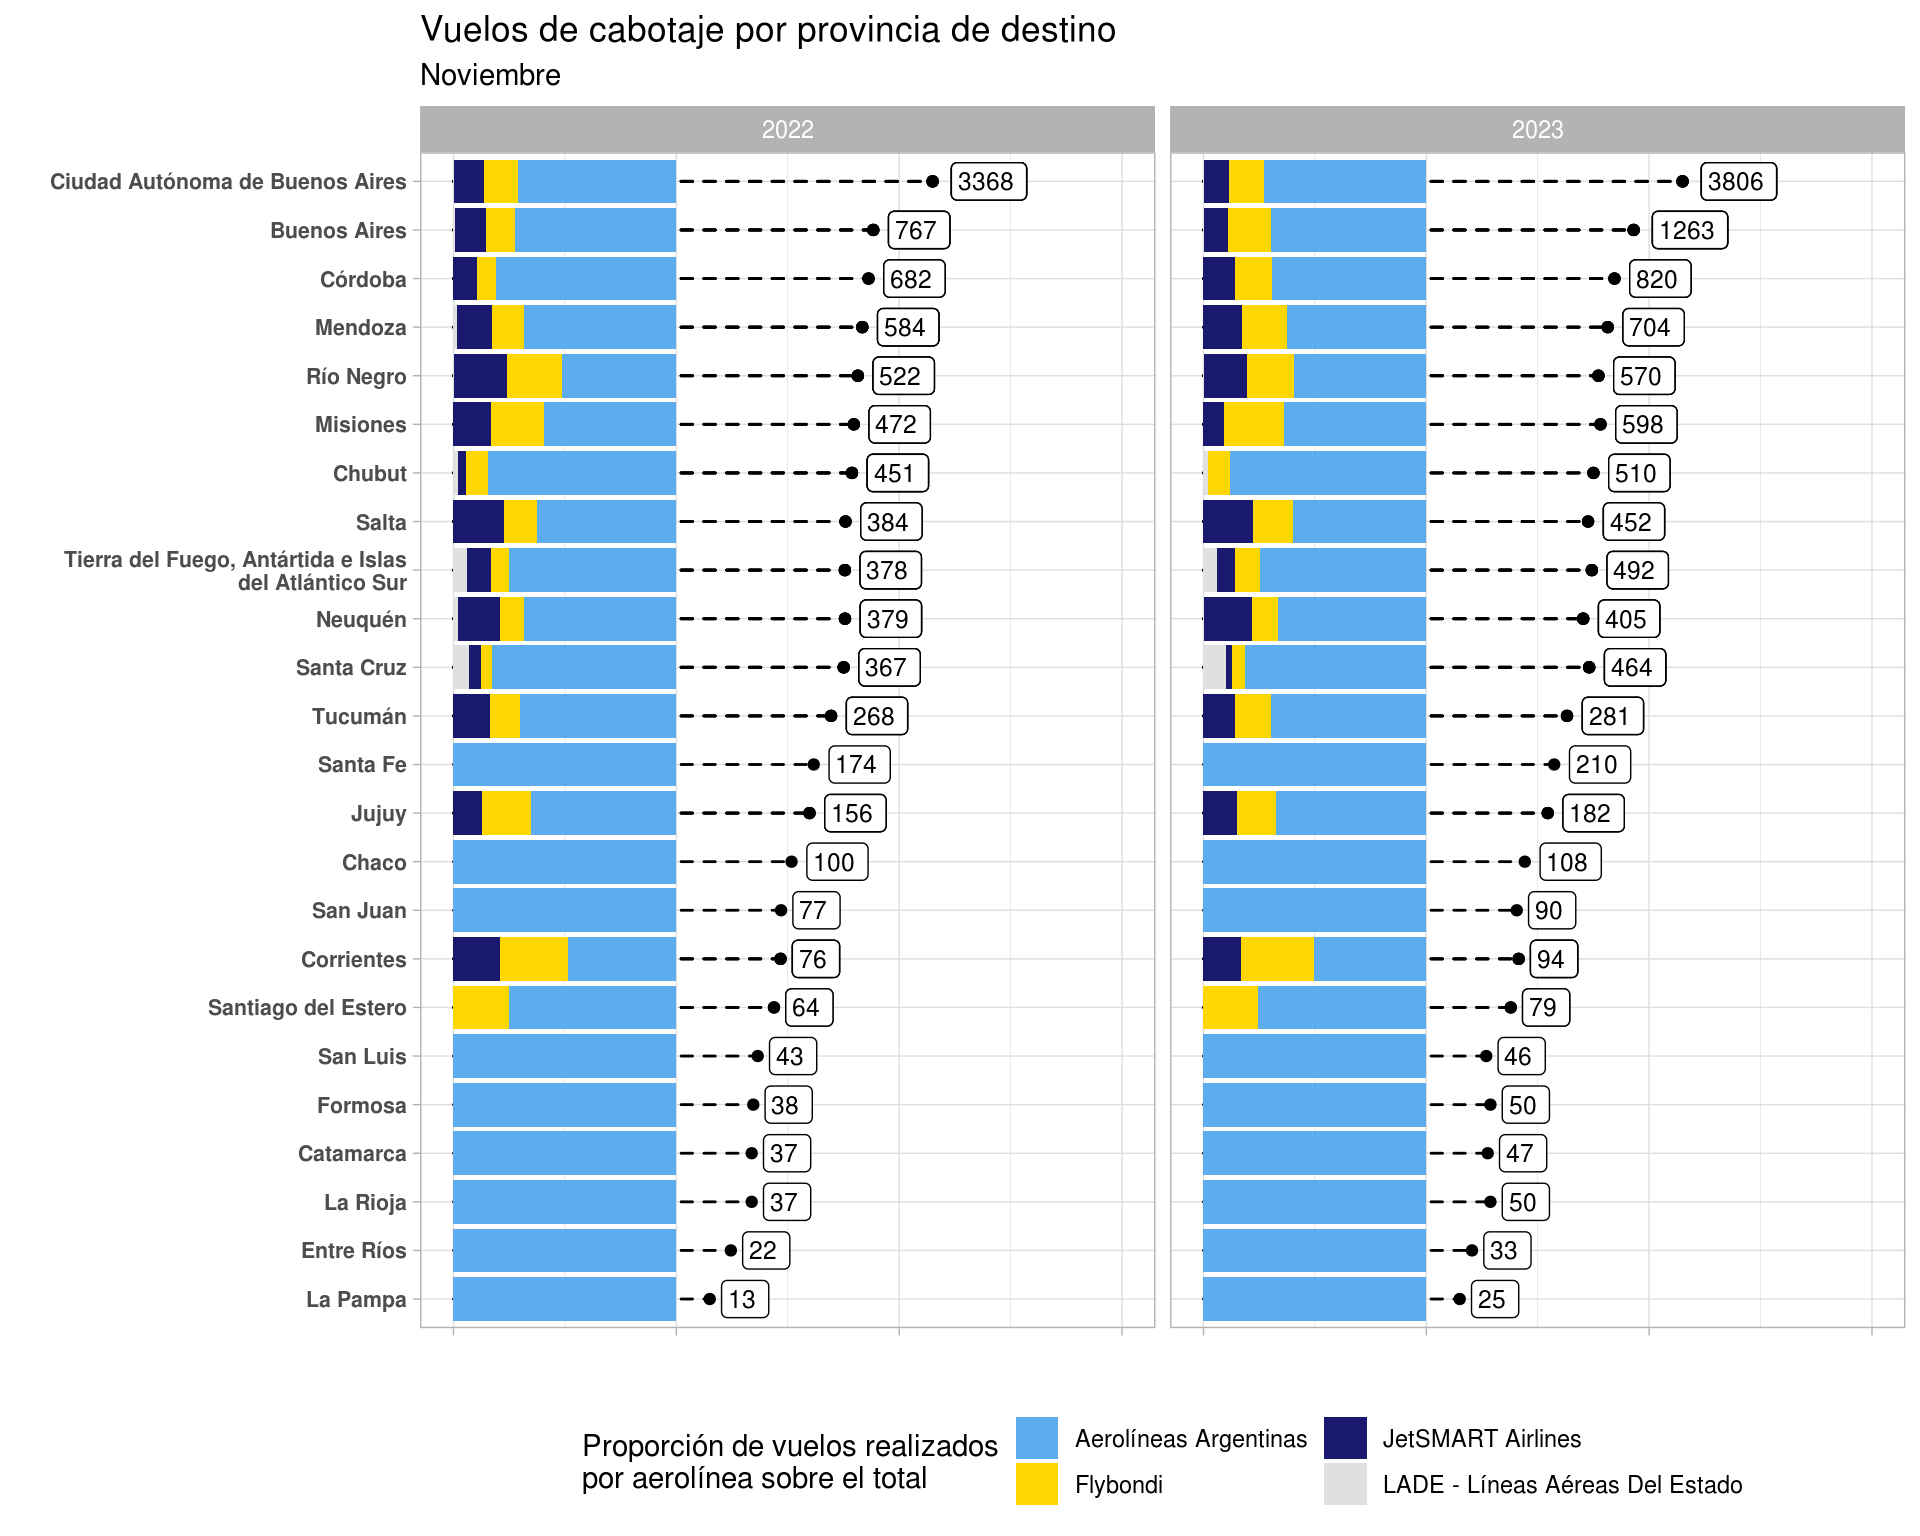 Vuelos de cabotaje por provincia de destino
Noviembre
2022 2023
Ciudad Autónoma de Buenos Aires 3368 3806
Buenos Aires 767 1263
Córdoba 682 820
Mendoza 584 704
Río Negro 522 570
Misiones 472 598
Chubut 451 510
Salta 384 452
Tierra del Fuego, Antártida e Islas
del Atlántico Sur 378 492
Neuquén 379 405
Santa Cruz 367 464
Tucumán 268 281
Santa Fe 174 210
Jujuy 156 182
Chaco 100 108
San Juan 77 90
Corrientes 76 94
Santiago del Estero 64 79
San Luis 43 46
Formosa 38 50
Catamarca 37 47
La Rioja 37 50
Entre Ríos 22 33
La Pampa 13 25
Proporción de vuelos realizados
por aerolínea sobre el total
Aerolíneas Argentinas JetSMART Airlines
Flybondi LADE - Líneas Aéreas Del Estado